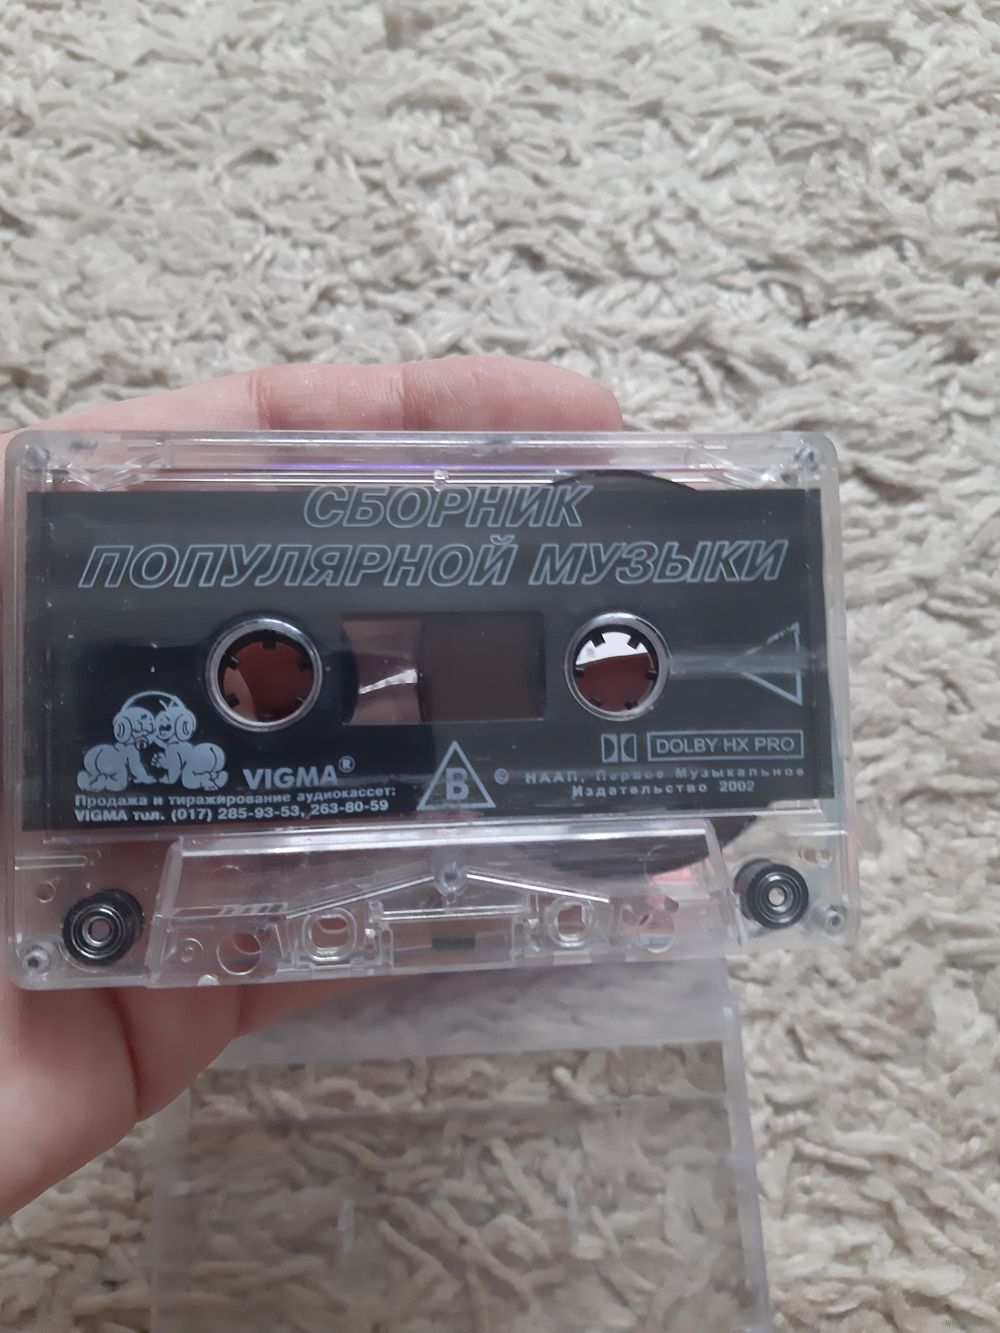 СБОРНИК
ПОПУЛЯРНОЙ МУЗЫКИ
DOLBY HX PRO
VIGMA®
B
© НААП, Первое Музыкальное
Издательство 2002
Продажа и тиражирование аудиокассет:
VIGMA тел. (017) 285-93-53, 263-80-59